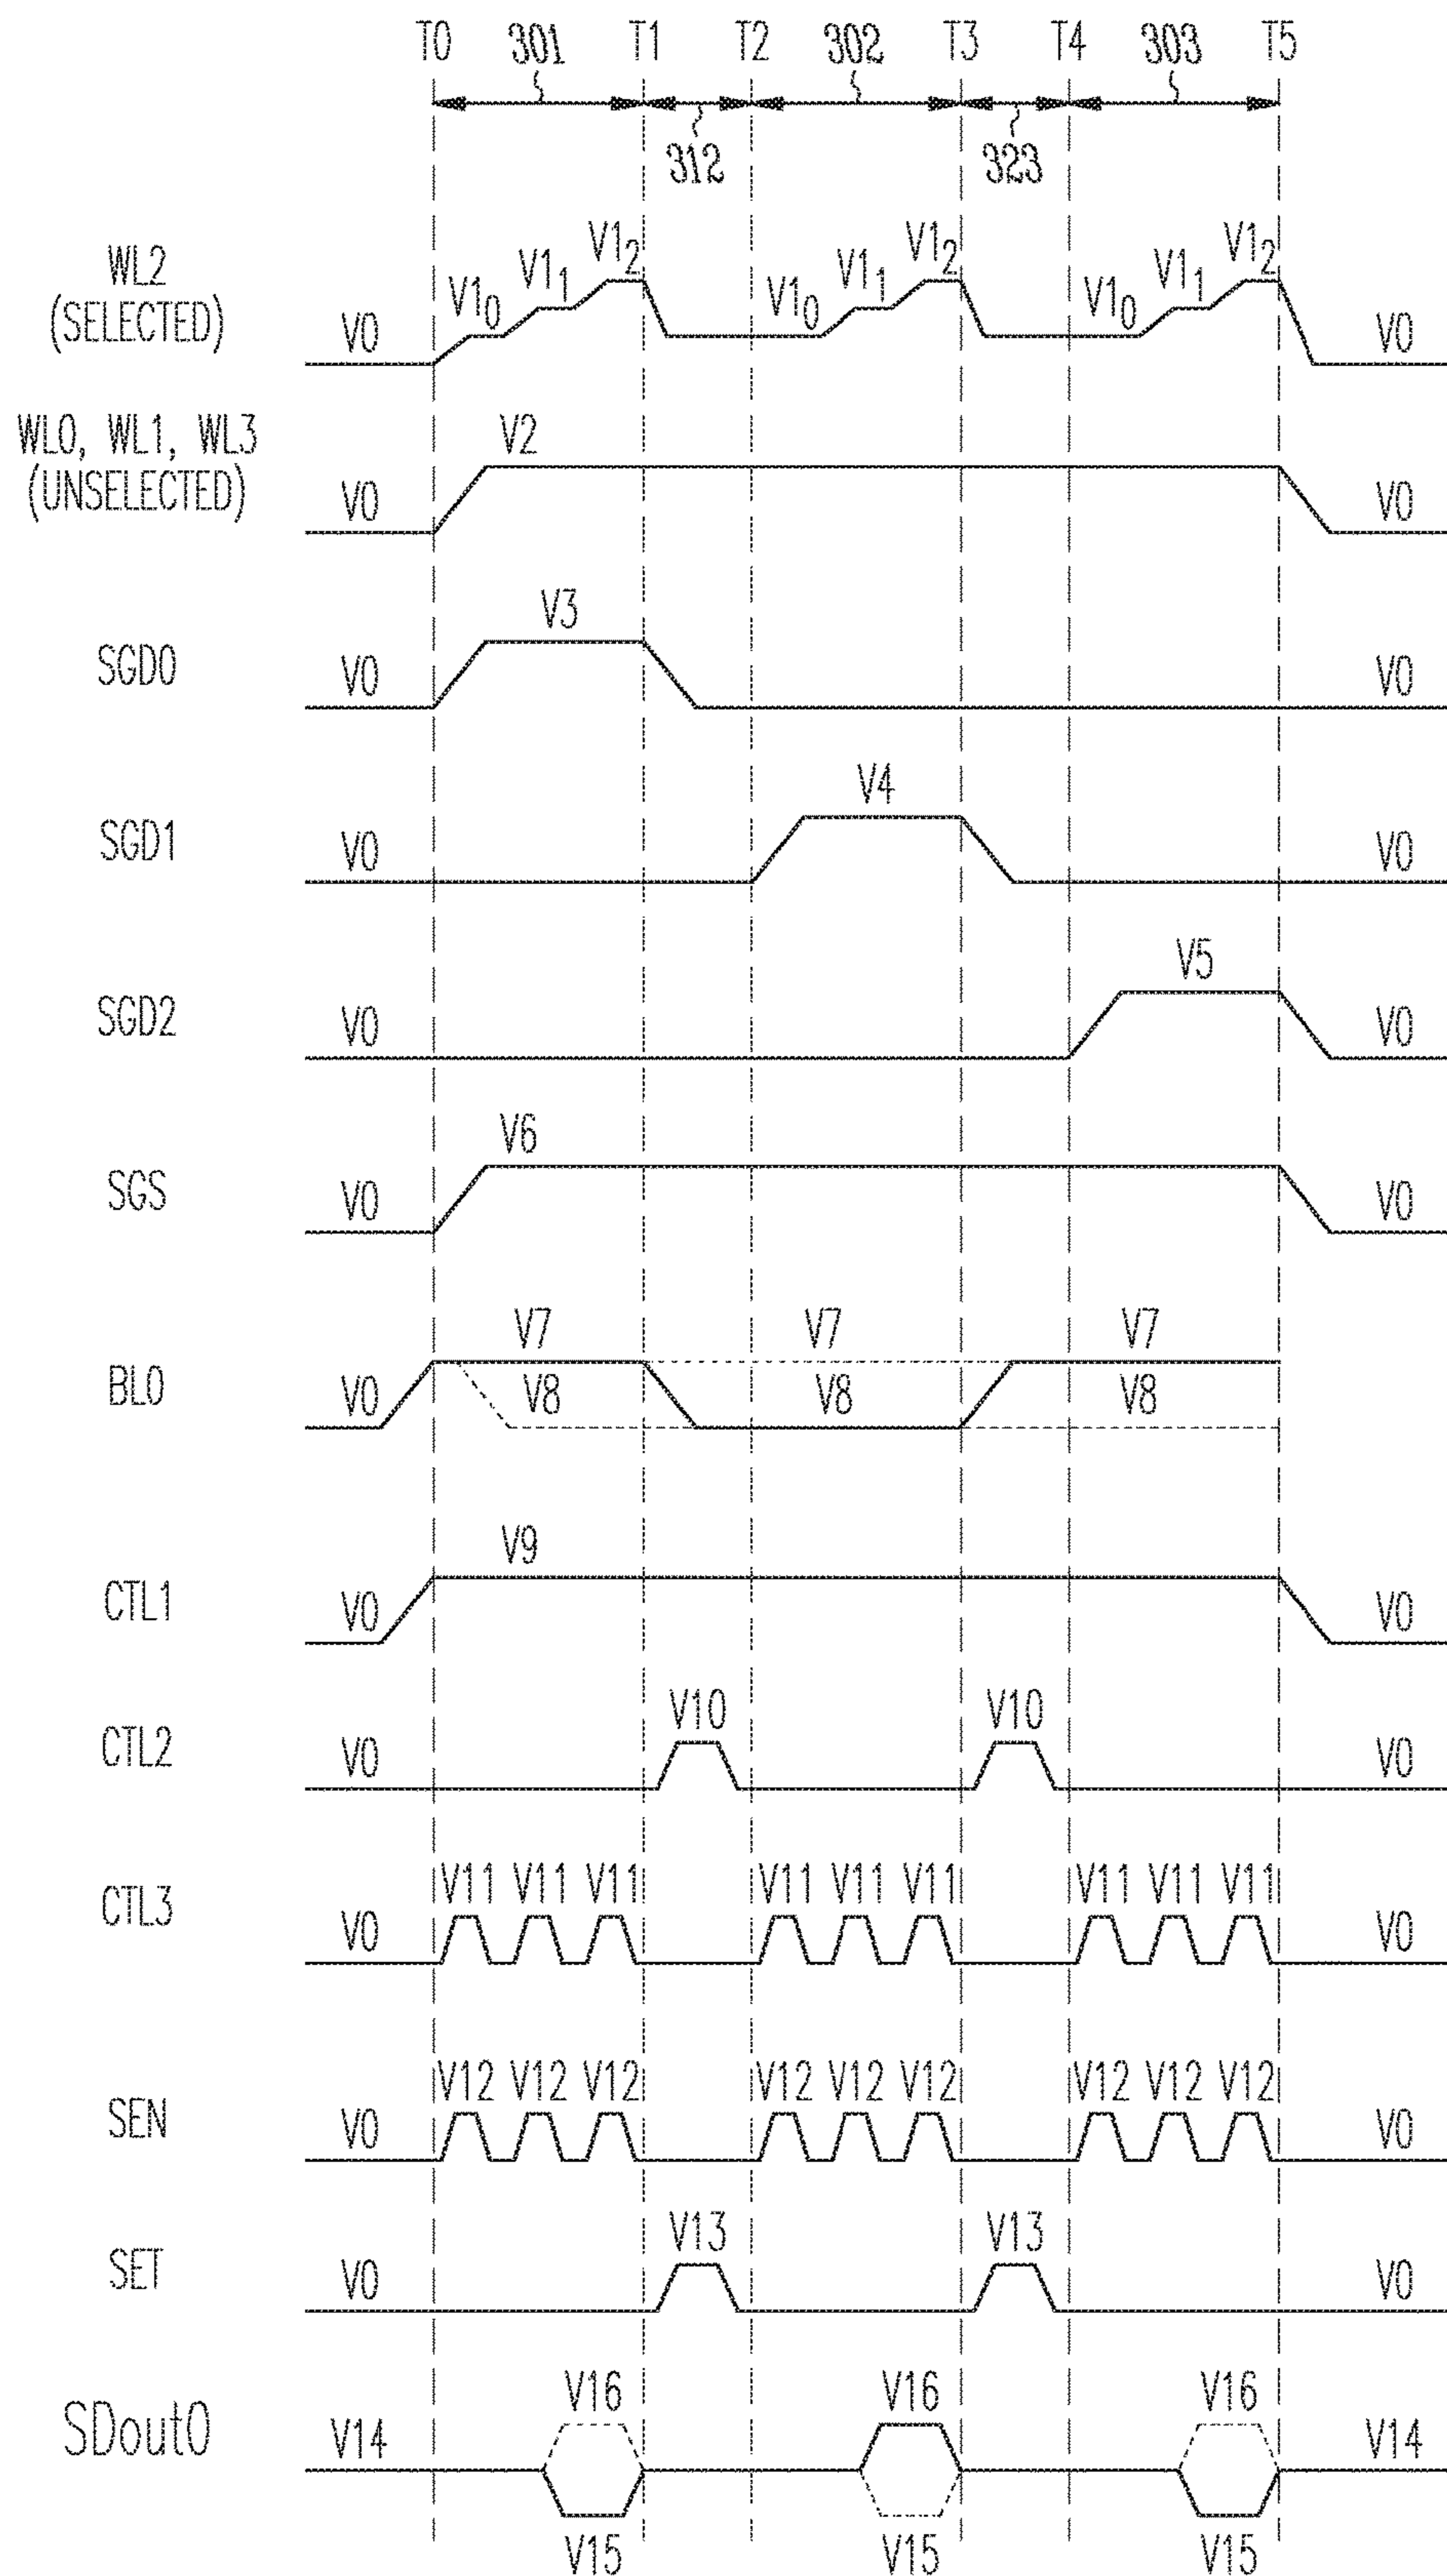 T0 301 T1 T2 302 T3 T4 303 T5
312 323
WL2
(SELECTED)
V0 V1₀ V1₁ V1₂ V1₀ V1₁ V1₂ V1₀ V1₁ V1₂ V0
WL0, WL1, WL3
(UNSELECTED)
V0 V2 V0
SGD0
V0 V3 V0
SGD1
V0 V4 V0
SGD2
V0 V5 V0
SGS
V0 V6 V0
BL0
V0 V7 V7 V7
V8 V8 V8
CTL1
V0 V9 V0
CTL2
V0 V10 V10 V0
CTL3
V0 V11 V11 V11 V11 V11 V11 V11 V11 V11 V0
SEN
V0 V12 V12 V12 V12 V12 V12 V12 V12 V12 V0
SET
V0 V13 V13 V0
SDout0
V14 V16 V16 V16 V14
V15 V15 V15